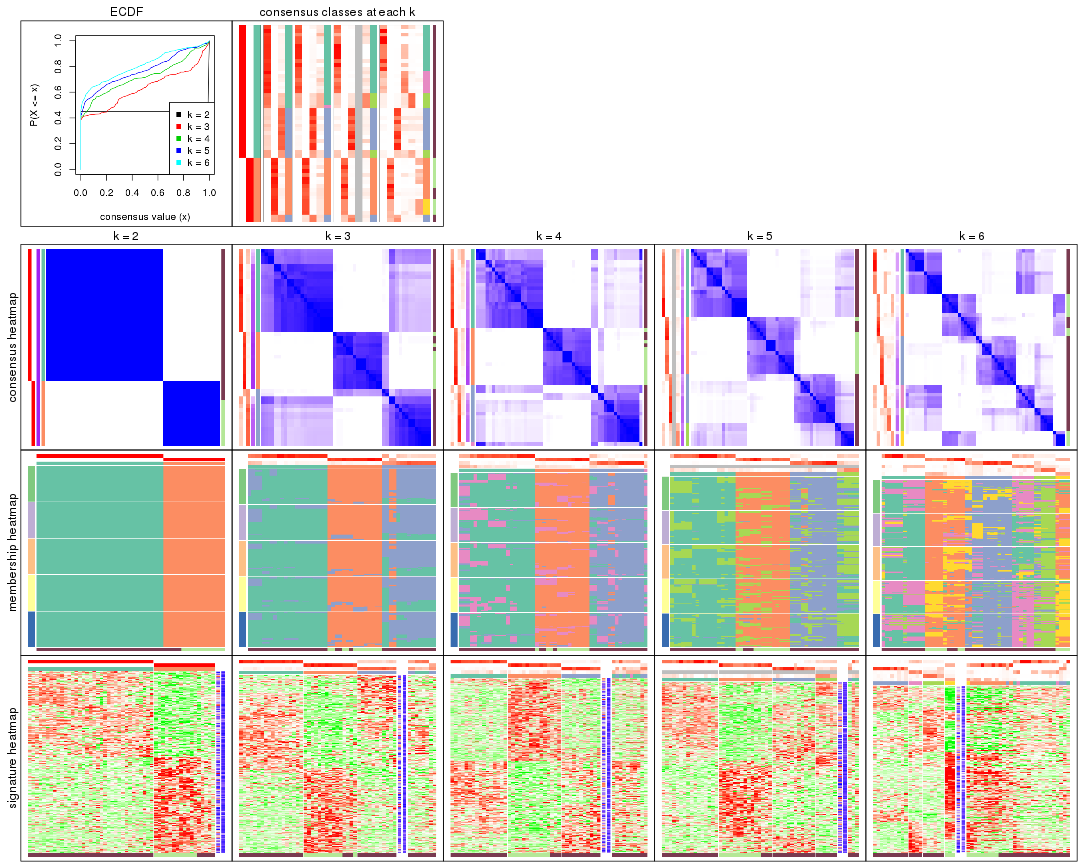 ECDF
consensus classes at each k
P(X <= x)
1.0
0.8
0.6
0.4
0.2
0.0
k = 2
k = 3
k = 4
k = 5
k = 6
0.0 0.2 0.4 0.6 0.8 1.0
consensus value (x)
k = 2 k = 3 k = 4 k = 5 k = 6
consensus heatmap
membership heatmap
signature heatmap